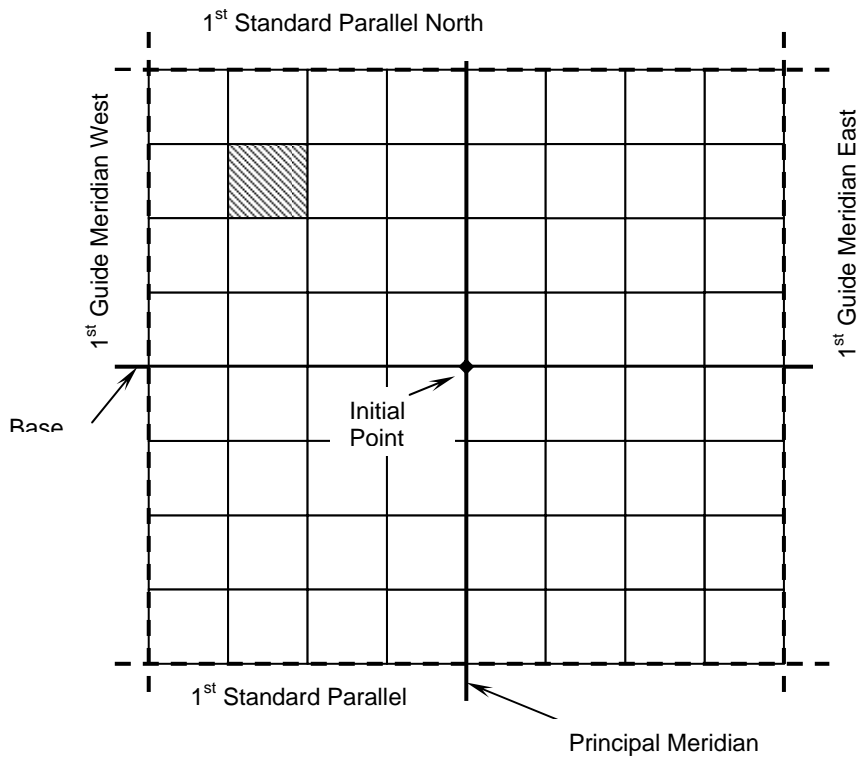 1st Standard Parallel North
1st Guide Meridian West
1st Guide Meridian East
Initial
Point
Base
1st Standard Parallel
Principal Meridian